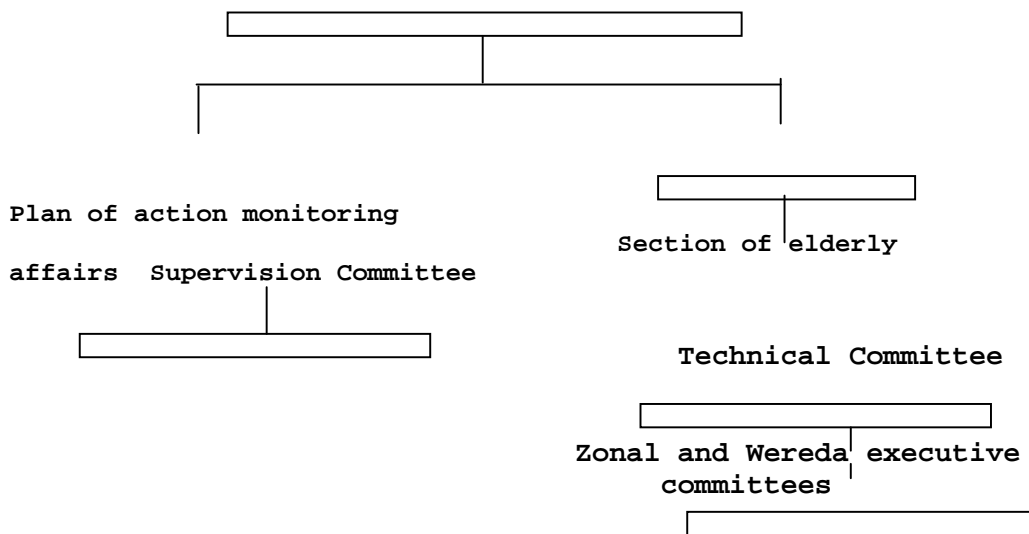 Plan of action monitoring
Section of elderly
affairs Supervision Committee
Technical Committee
Zonal and Wereda executive
committees